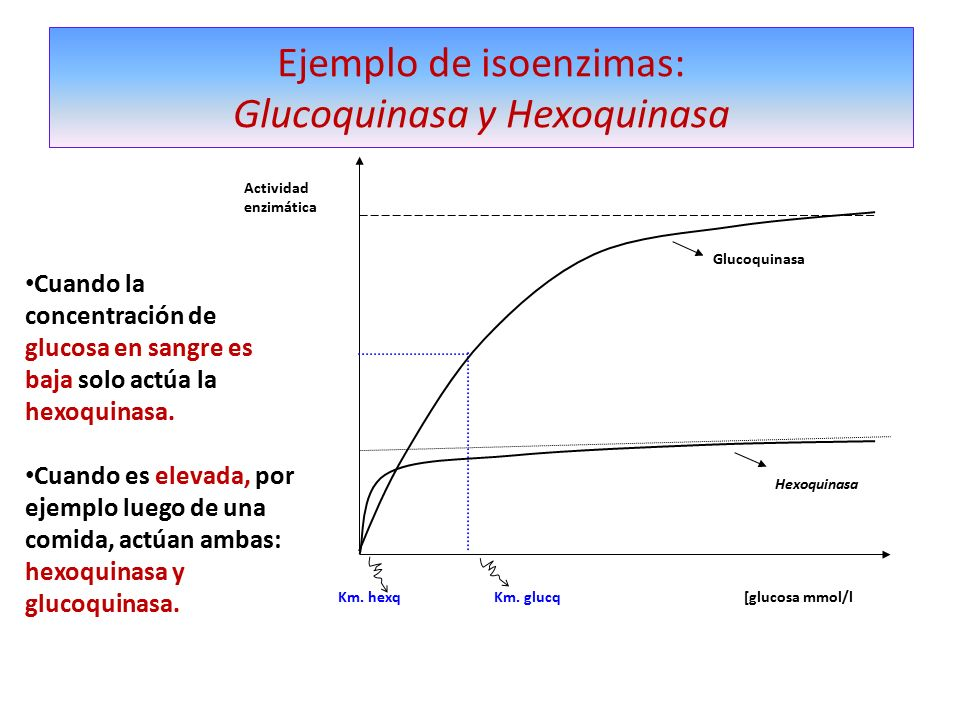 Ejemplo de isoenzimas:
Glucoquinasa y Hexoquinasa
Actividad
enzimática
Glucoquinasa
•Cuando la
concentración de
glucosa en sangre es
baja solo actúa la
hexoquinasa.
•Cuando es elevada, por
ejemplo luego de una
comida, actúan ambas:
hexoquinasa y
glucoquinasa.
Hexoquinasa
Km. hexq
Km. glucq
[glucosa mmol/l